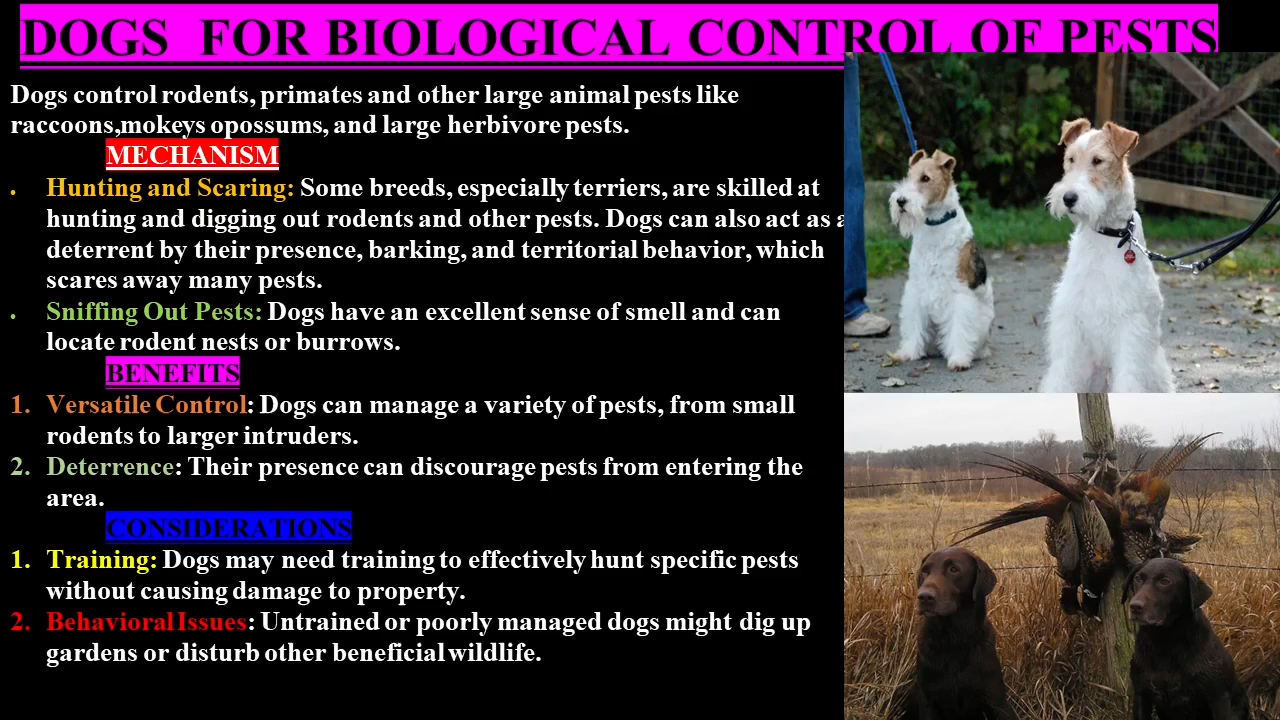 DOGS FOR BIOLOGICAL CONTROL OF PESTS
Dogs control rodents, primates and other large animal pests like
raccoons,mokeys opossums, and large herbivore pests.
MECHANISM
• Hunting and Scaring: Some breeds, especially terriers, are skilled at
hunting and digging out rodents and other pests. Dogs can also act as a
deterrent by their presence, barking, and territorial behavior, which
scares away many pests.
• Sniffing Out Pests: Dogs have an excellent sense of smell and can
locate rodent nests or burrows.
BENEFITS
1. Versatile Control: Dogs can manage a variety of pests, from small
rodents to larger intruders.
2. Deterrence: Their presence can discourage pests from entering the
area.
CONSIDERATIONS
1. Training: Dogs may need training to effectively hunt specific pests
without causing damage to property.
2. Behavioral Issues: Untrained or poorly managed dogs might dig up
gardens or disturb other beneficial wildlife.